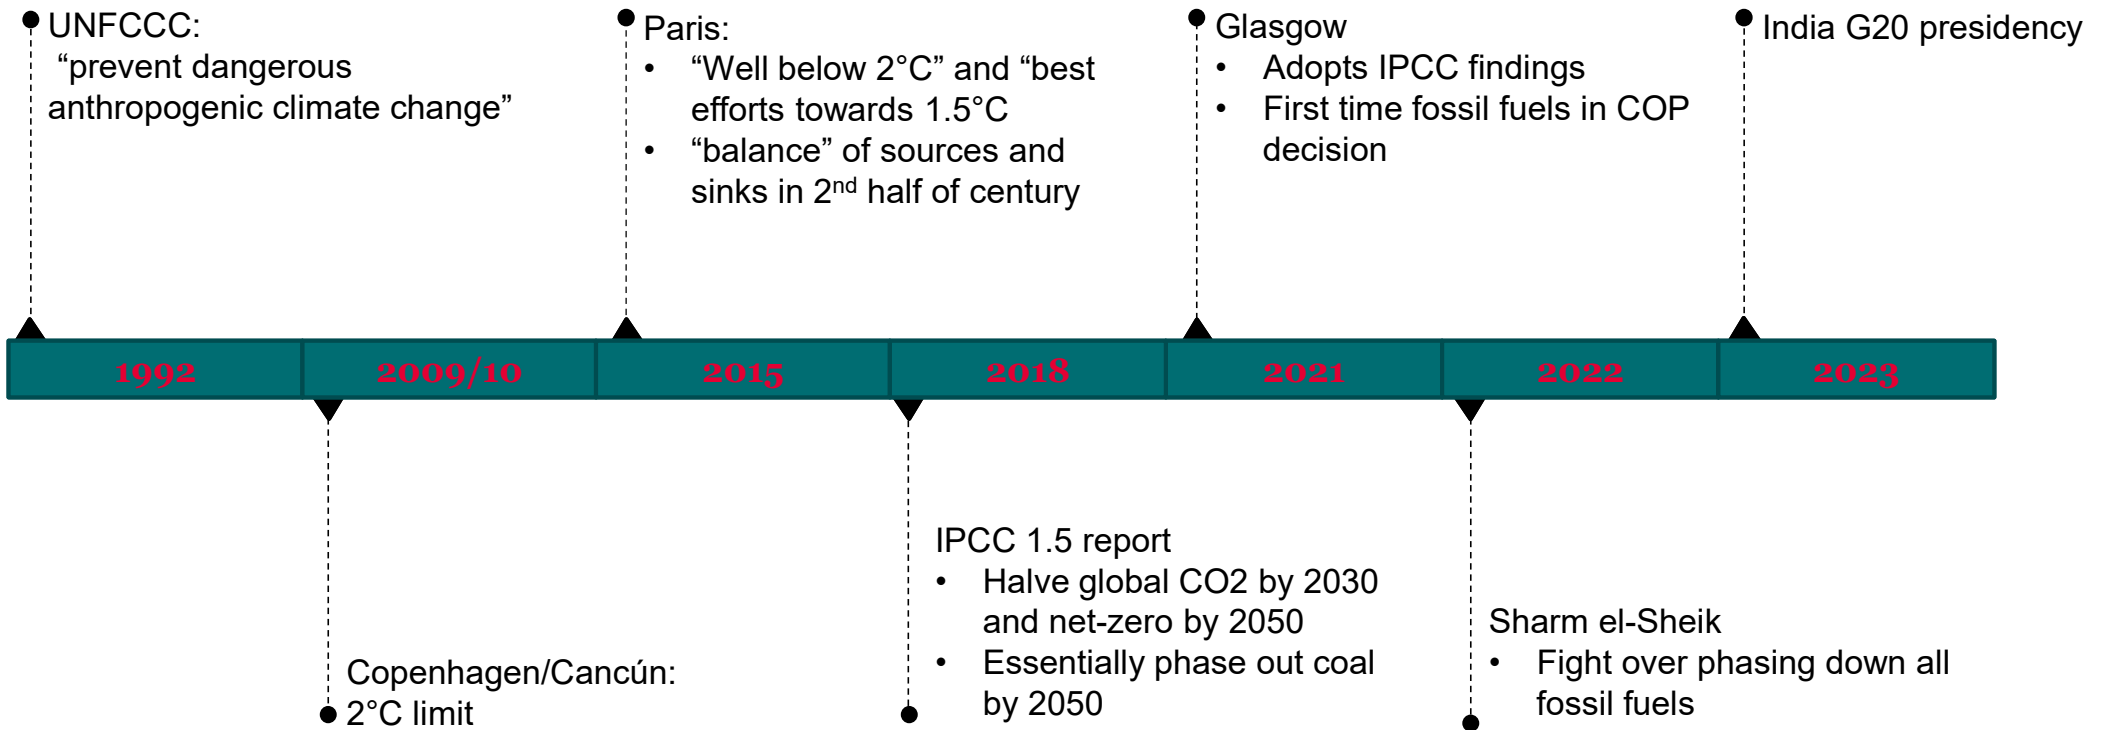 UNFCCC:
“prevent dangerous
anthropogenic climate change”
Paris:
• “Well below 2°C” and “best
efforts towards 1.5°C
• “balance” of sources and
sinks in 2nd half of century
Glasgow
• Adopts IPCC findings
• First time fossil fuels in COP
decision
India G20 presidency
1992 2009/10 2015 2018 2021 2022 2023
Copenhagen/Cancún:
2°C limit
IPCC 1.5 report
• Halve global CO2 by 2030
and net-zero by 2050
• Essentially phase out coal
by 2050
Sharm el-Sheik
• Fight over phasing down all
fossil fuels